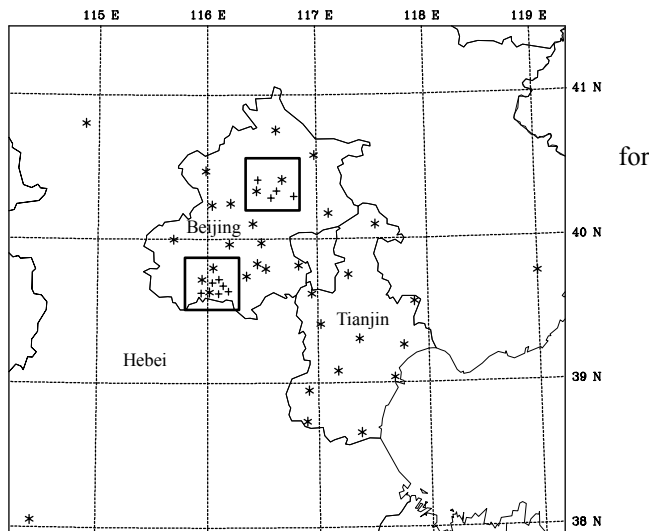 115 E 116 E 117 E 118 E 119 E
41 N
for
Beijing
40 N
Tianjin
Hebei
39 N
38 N